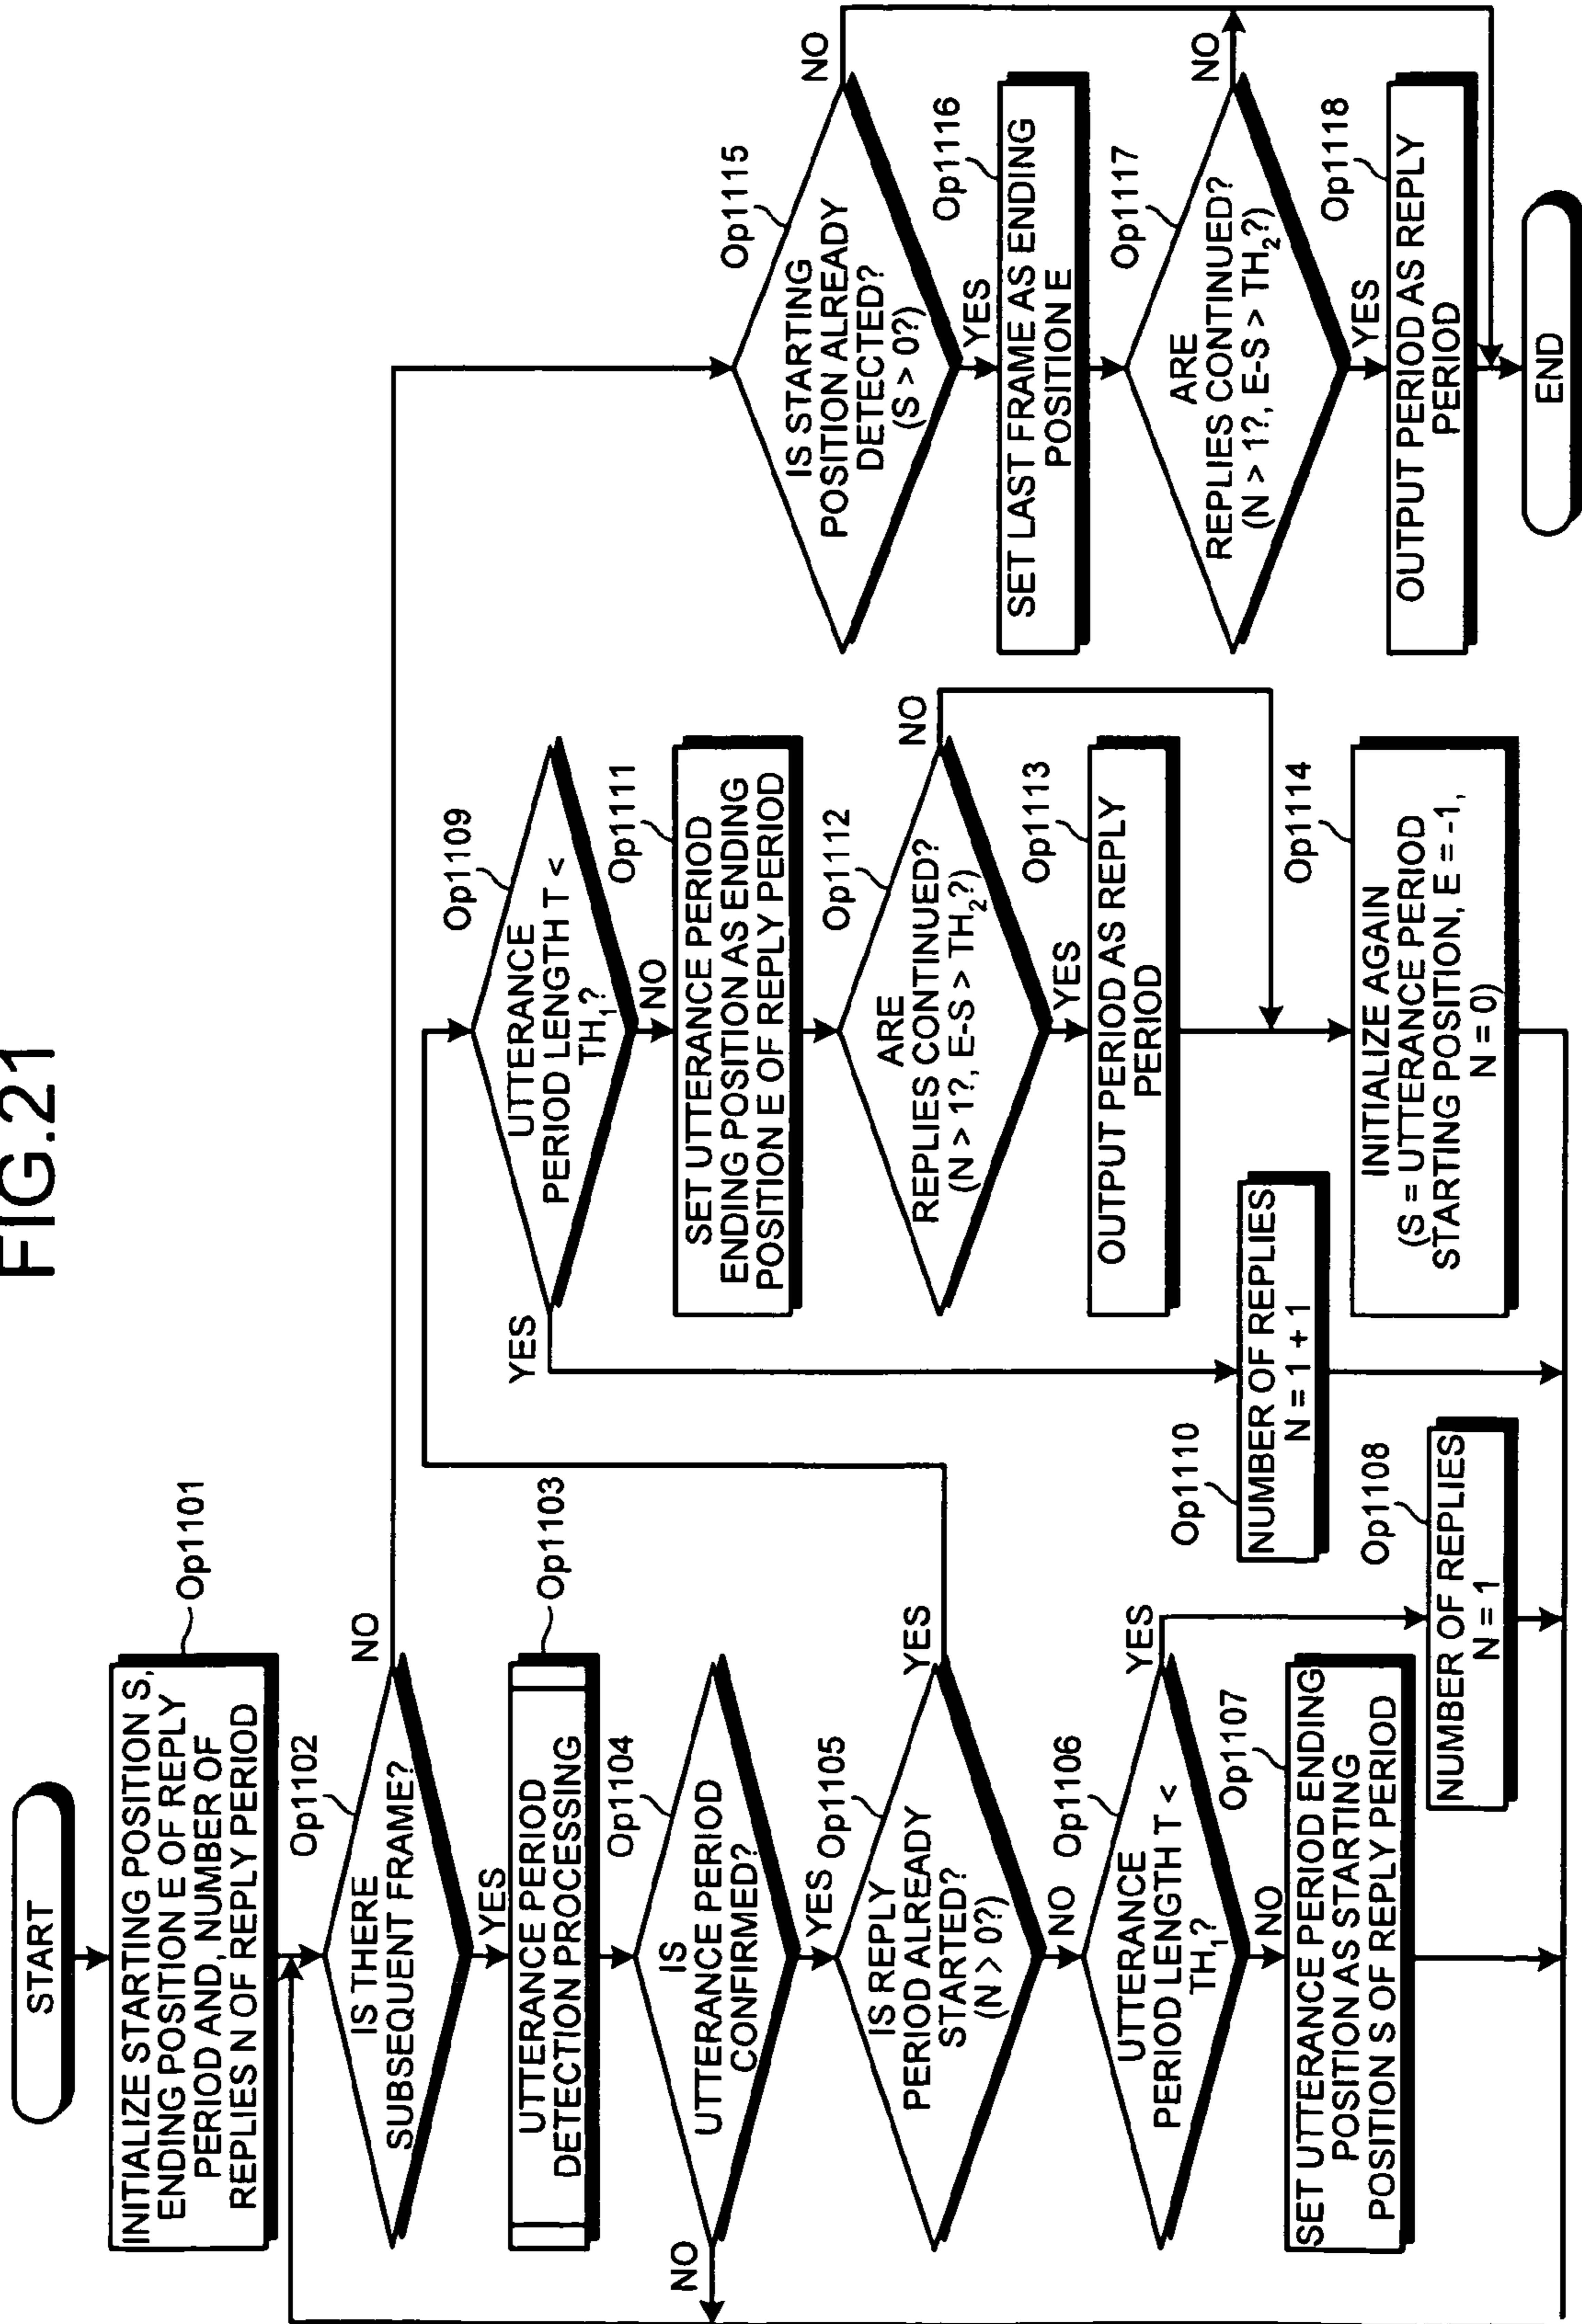 FIG.21
START
INITIALIZE STARTING POSITION S,
ENDING POSITION E OF REPLY
PERIOD AND, NUMBER OF
REPLIES N OF REPLY PERIOD
Op1101
Op1102
IS THERE
SUBSEQUENT FRAME?
NO
YES
UTTERANCE PERIOD
DETECTION PROCESSING
Op1103
Op1104
IS
UTTERANCE PERIOD
CONFIRMED?
NO
YES
Op1105
IS REPLY
PERIOD ALREADY
STARTED?
(N > 0?)
YES
NO
Op1106
UTTERANCE
PERIOD LENGTH T <
TH₁?
YES
NO
Op1107
SET UTTERANCE PERIOD ENDING
POSITION AS STARTING
POSITION S OF REPLY PERIOD
Op1108
NUMBER OF REPLIES
N = 1
Op1109
UTTERANCE
PERIOD LENGTH T <
TH₁?
YES
NO
Op1110
NUMBER OF REPLIES
N = 1 + 1
Op1111
SET UTTERANCE PERIOD
ENDING POSITION AS ENDING
POSITION E OF REPLY PERIOD
Op1112
ARE
REPLIES CONTINUED?
(N > 1?, E-S > TH₂?)
NO
YES
Op1113
OUTPUT PERIOD AS REPLY
PERIOD
Op1114
INITIALIZE AGAIN
(S = UTTERANCE PERIOD
STARTING POSITION, E = -1,
N = 0)
Op1115
IS STARTING
POSITION ALREADY
DETECTED?
(S > 0?)
NO
YES
Op1116
SET LAST FRAME AS ENDING
POSITION E
Op1117
ARE
REPLIES CONTINUED?
(N > 1?, E-S > TH₂?)
NO
YES
Op1118
OUTPUT PERIOD AS REPLY
PERIOD
END